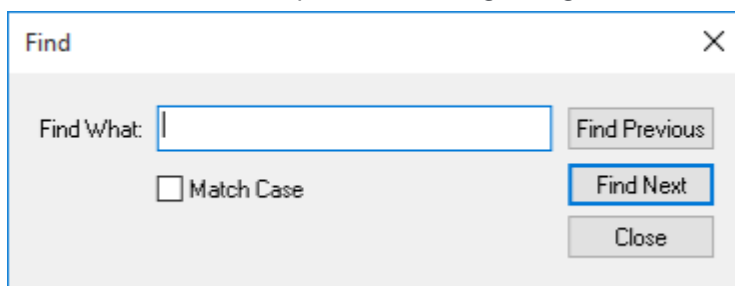 Find
Find What:
Find Previous
Match Case
Find Next
Close